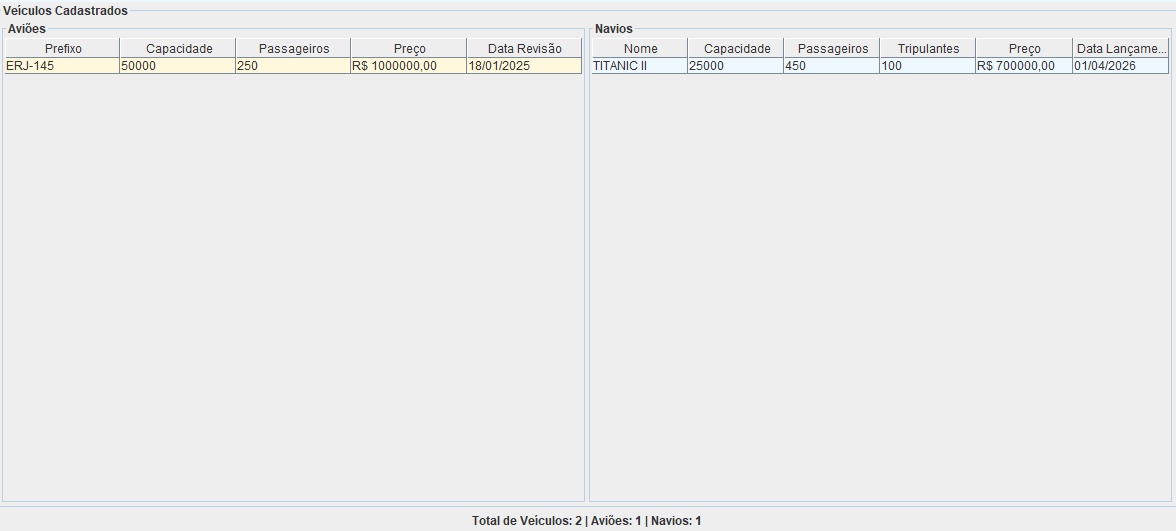 Veículos Cadastrados
Aviões
Prefixo Capacidade Passageiros Preço Data Revisão
ERJ-145 50000 250 R$ 1000000,00 18/01/2025
Navios
Nome Capacidade Passageiros Tripulantes Preço Data Lançame...
TITANIC II 25000 450 100 R$ 700000,00 01/04/2026
Total de Veículos: 2 | Aviões: 1 | Navios: 1